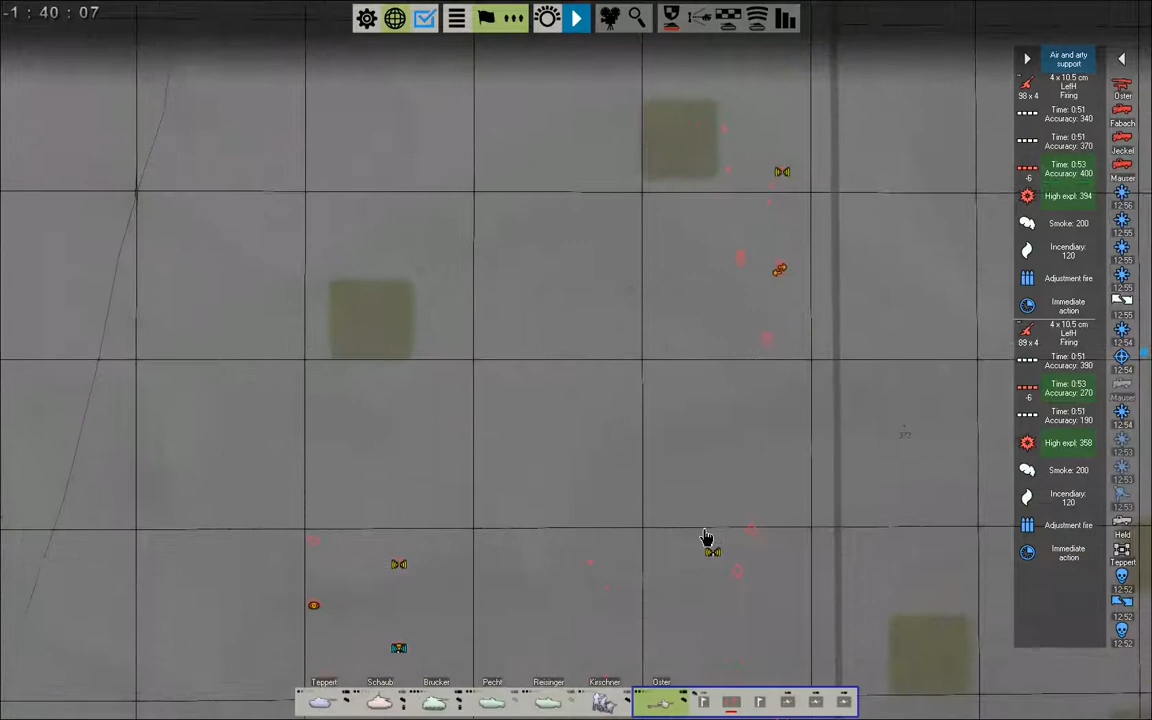 -1:40:07
Air and arty
support
4 x 10.5 cm
LefH
Firing
98 x 4
Time: 0:51
Accuracy: 340
Time: 0:51
Accuracy: 370
Time: 0:53
Accuracy: 400
-6
High expl: 394
Smoke: 200
Incendiary:
120
Adjustment fire
Immediate
action
4 x 10.5 cm
LefH
Firing
89 x 4
Time: 0:51
Accuracy: 390
Time: 0:53
Accuracy: 270
-6
Time: 0:51
Accuracy: 190
High expl: 358
Smoke: 200
Incendiary:
120
Adjustment fire
Immediate
action
Oster
Fabach
Jeckel
Mauser
12:56
12:55
12:55
12:55
12:55
12:54
12:54
Mauser
12:54
12:53
12:53
12:53
Held
Teppert
12:52
12:52
12:52
377
Teppert
Schaub
Brucker
Pecht
Reisinger
Kirschner
Oster